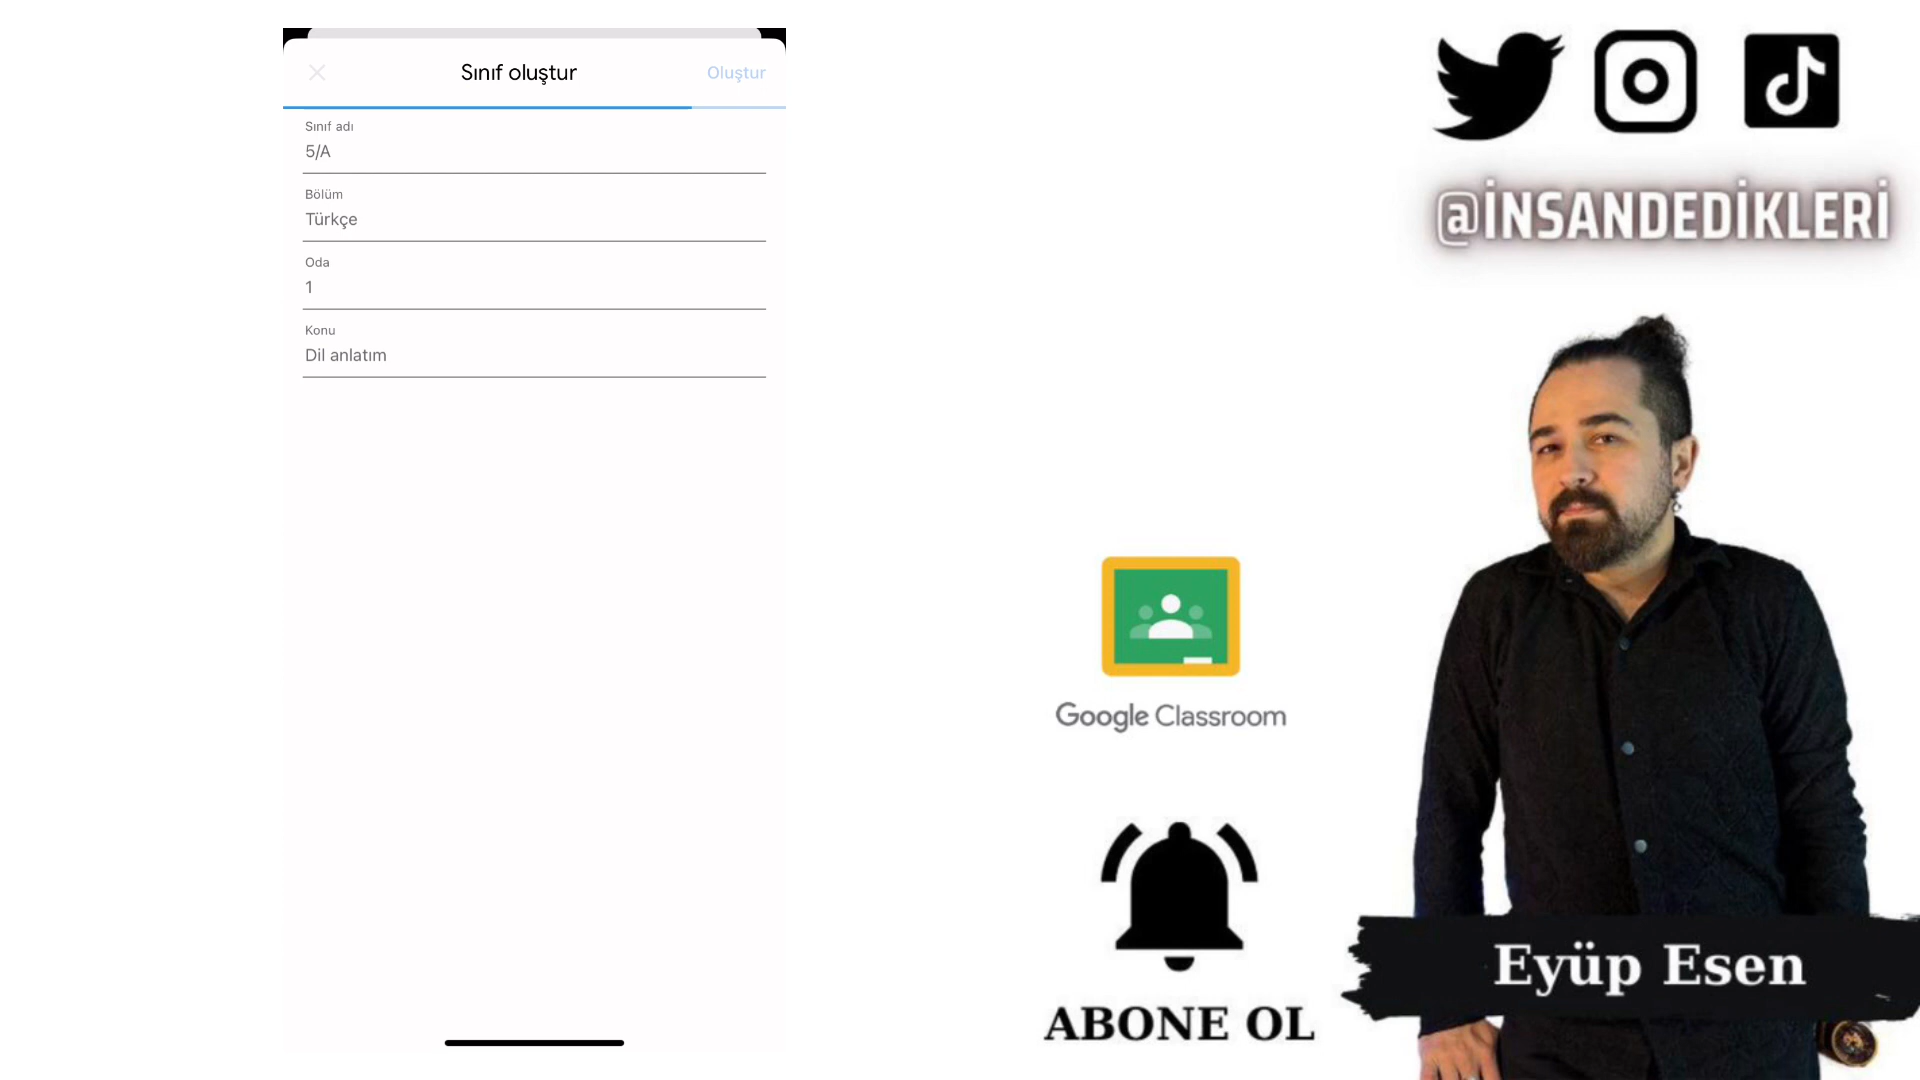 Sınıf oluştur
Oluştur
Sınıf adı
5/A
Bölüm
Türkçe
Oda
1
Konu
Dil anlatım
@İNSANDEDİKLERİ
Google Classroom
ABONE OL
Eyüp Esen